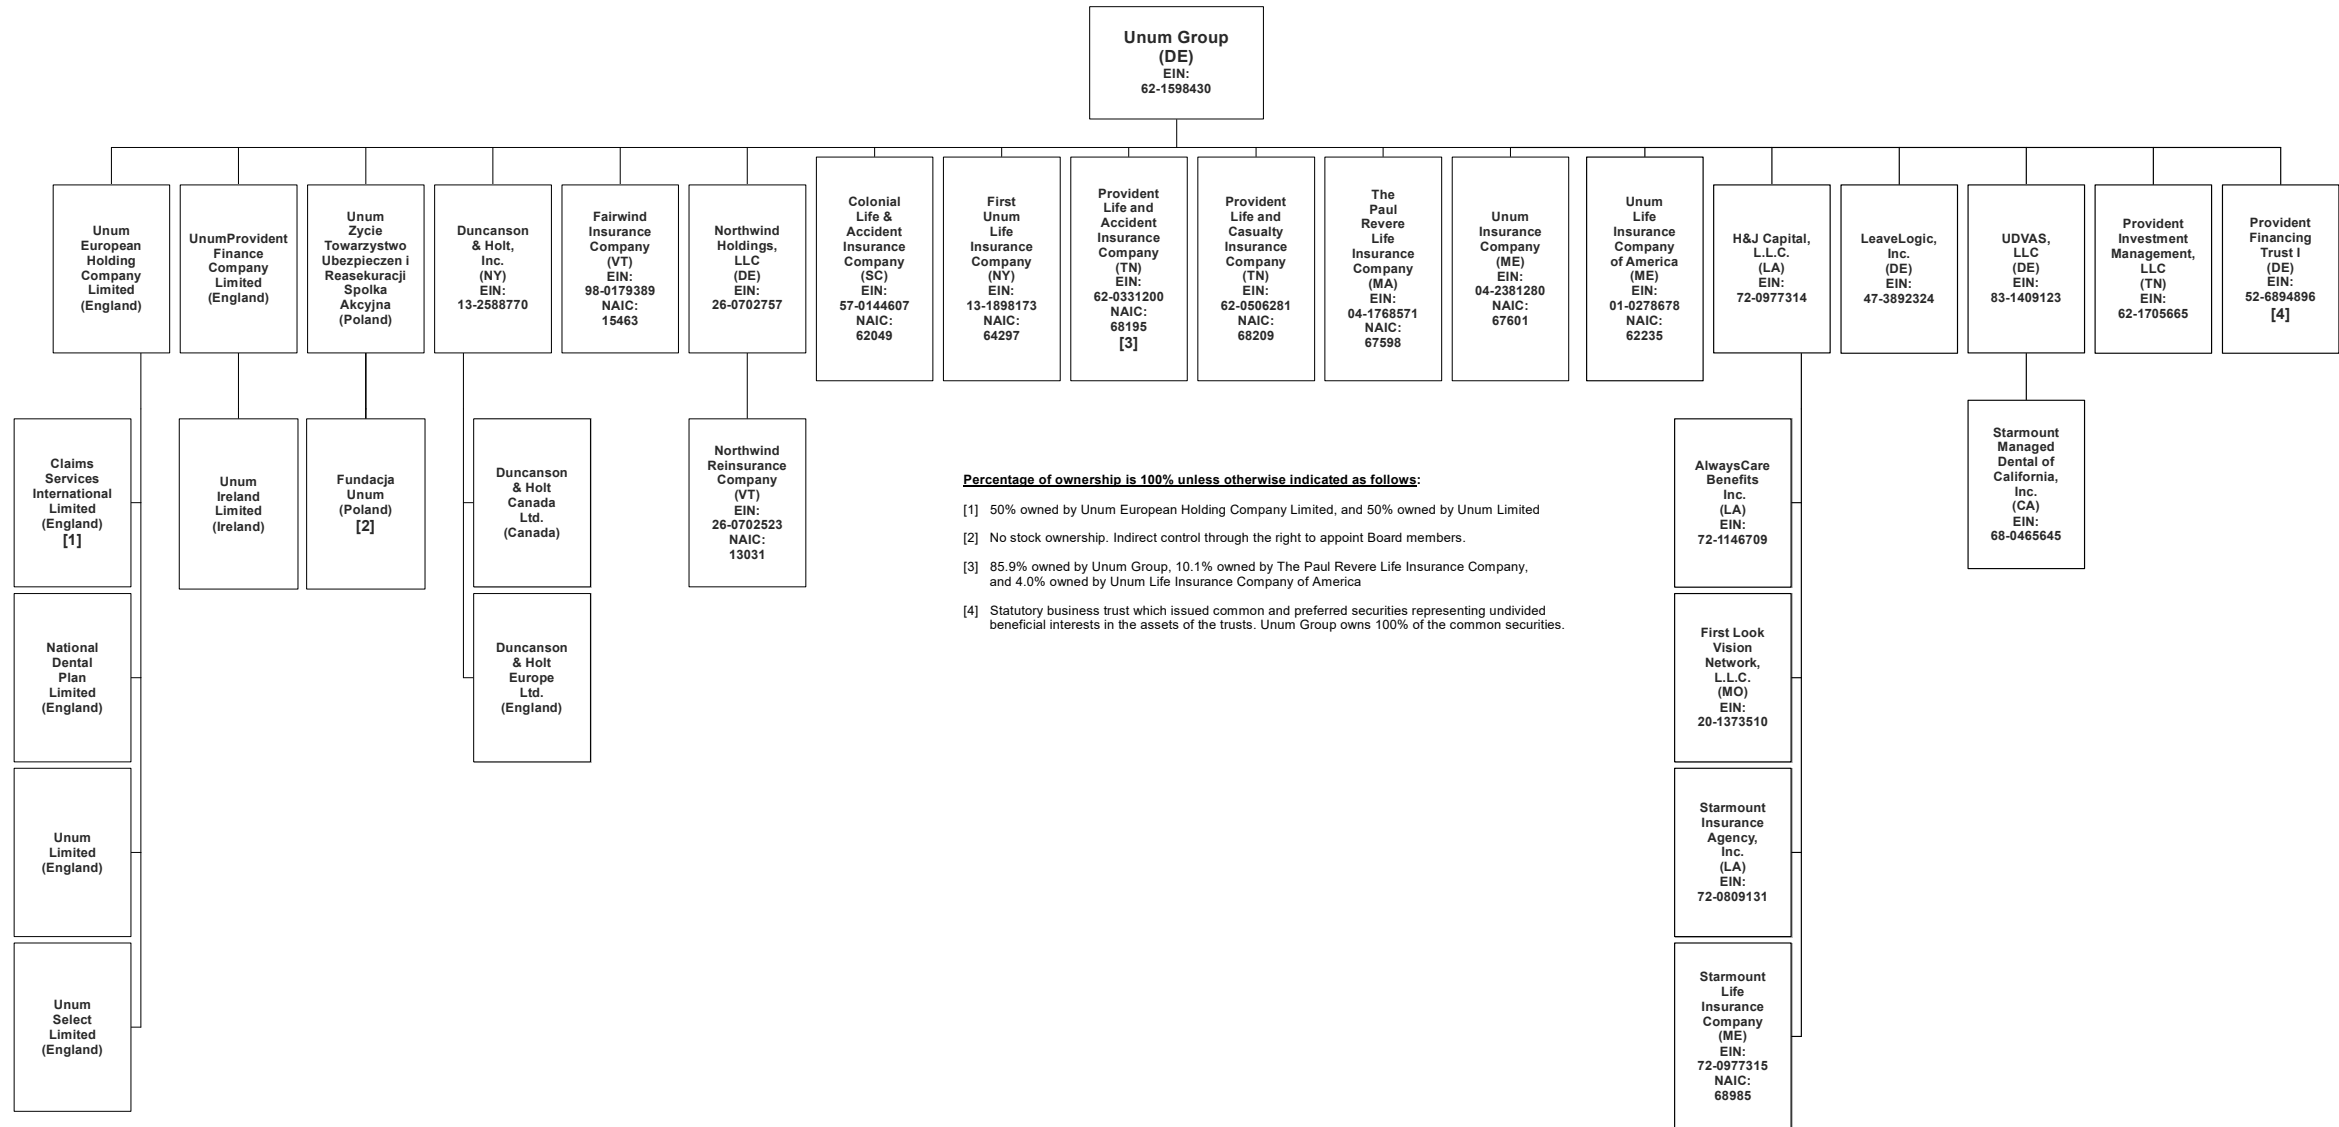 Unum Group
(DE)
EIN:
62-1598430
Unum
European
Holding
Company
Limited
(England)
UnumProvident
Finance
Company
Limited
(England)
Unum
Zycie
Towarzystwo
Ubezpieczen i
Reasekuracji
Spolka
Akcyjna
(Poland)
Duncanson
& Holt,
Inc.
(NY)
EIN:
13-2588770
Fairwind
Insurance
Company
(VT)
EIN:
98-0179389
NAIC:
15463
Northwind
Holdings,
LLC
(DE)
EIN:
26-0702757
Colonial
Life &
Accident
Insurance
Company
(SC)
EIN:
57-0144607
NAIC:
62049
First
Unum
Life
Insurance
Company
(NY)
EIN:
13-1898173
NAIC:
64297
Provident
Life and
Accident
Insurance
Company
(TN)
EIN:
62-0331200
NAIC:
68195
[3]
Provident
Life and
Casualty
Insurance
Company
(TN)
EIN:
62-0506281
NAIC:
68209
The
Paul
Revere
Life
Insurance
Company
(MA)
EIN:
04-1768571
NAIC:
67598
Unum
Insurance
Company
(ME)
EIN:
04-2381280
NAIC:
67601
Unum
Life
Insurance
Company
of America
(ME)
EIN:
01-0278678
NAIC:
62235
H&J Capital,
L.L.C.
(LA)
EIN:
72-0977314
LeaveLogic,
Inc.
(DE)
EIN:
47-3892324
UDVAS,
LLC
(DE)
EIN:
83-1409123
Provident
Investment
Management,
LLC
(TN)
EIN:
62-1705665
Provident
Financing
Trust I
(DE)
EIN:
52-6894896
[4]
Claims
Services
International
Limited
(England)
[1]
Unum
Ireland
Limited
(Ireland)
Fundacja
Unum
(Poland)
[2]
Duncanson
& Holt
Canada
Ltd.
(Canada)
Northwind
Reinsurance
Company
(VT)
EIN:
26-0702523
NAIC:
13031
Percentage of ownership is 100% unless otherwise indicated as follows:
[1] 50% owned by Unum European Holding Company Limited, and 50% owned by Unum Limited
[2] No stock ownership. Indirect control through the right to appoint Board members.
[3] 85.9% owned by Unum Group, 10.1% owned by The Paul Revere Life Insurance Company,
and 4.0% owned by Unum Life Insurance Company of America
[4] Statutory business trust which issued common and preferred securities representing undivided
beneficial interests in the assets of the trusts. Unum Group owns 100% of the common securities.
AlwaysCare
Benefits
Inc.
(LA)
EIN:
72-1146709
Starmount
Managed
Dental of
California,
Inc.
(CA)
EIN:
68-0465645
National
Dental
Plan
Limited
(England)
Duncanson
& Holt
Europe
Ltd.
(England)
First Look
Vision
Network,
L.L.C.
(MO)
EIN:
20-1373510
Unum
Limited
(England)
Starmount
Insurance
Agency,
Inc.
(LA)
EIN:
72-0809131
Unum
Select
Limited
(England)
Starmount
Life
Insurance
Company
(ME)
EIN:
72-0977315
NAIC:
68985